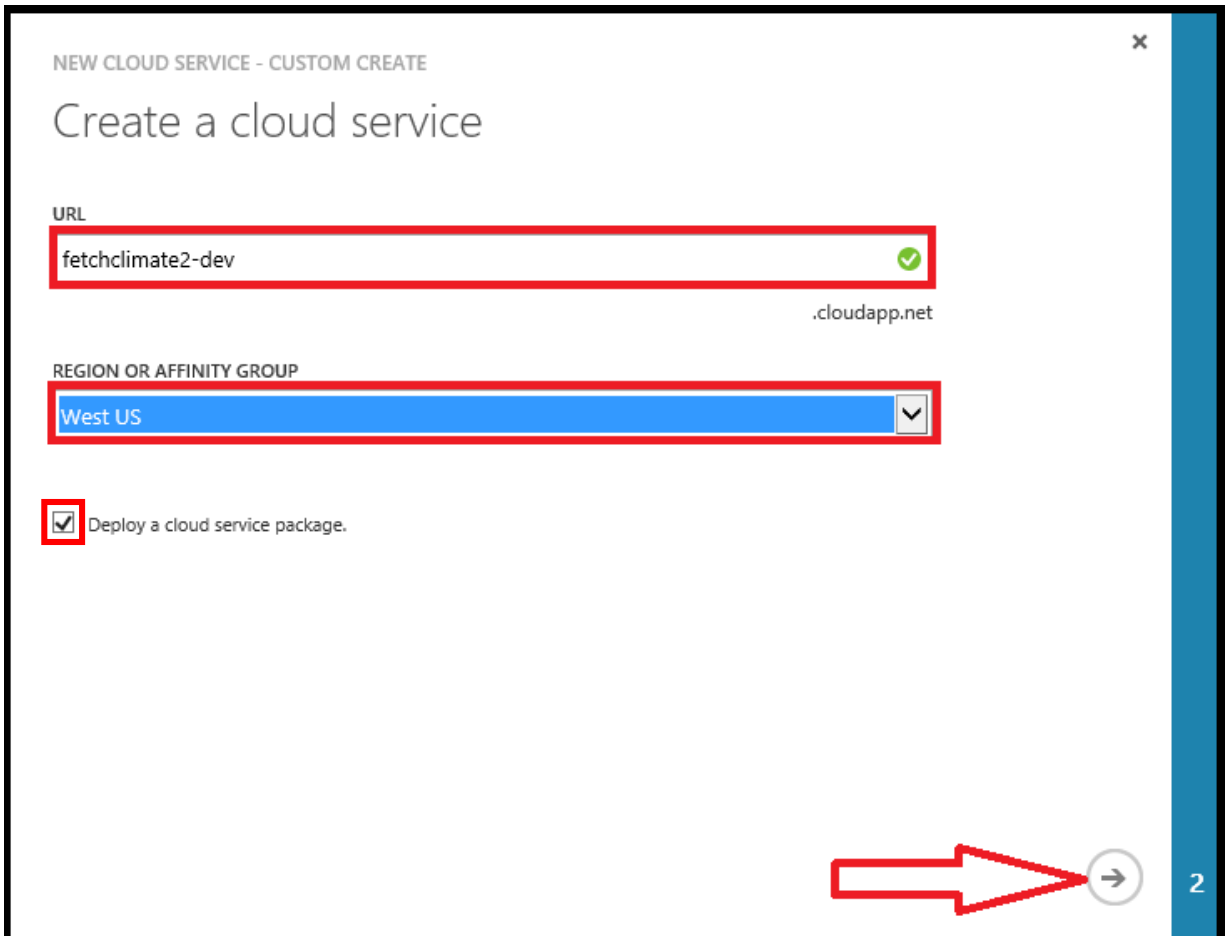 NEW CLOUD SERVICE - CUSTOM CREATE
Create a cloud service
URL
fetchclimate2-dev
.cloudapp.net
REGION OR AFFINITY GROUP
West US
Deploy a cloud service package.
2